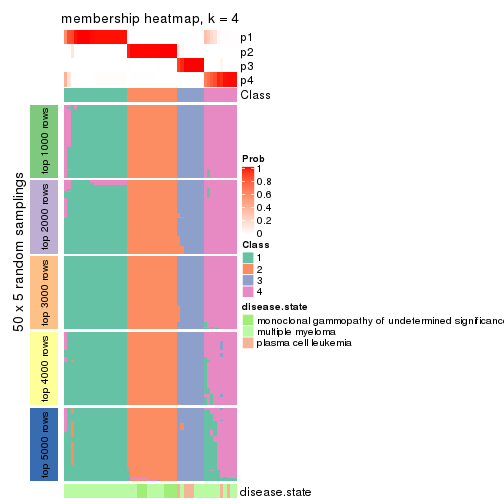 membership heatmap, k = 4
p1
p2
p3
p4
Class
50 x 5 random samplings
top 1000 rows
top 2000 rows
top 3000 rows
top 4000 rows
top 5000 rows
Prob
1
0.8
0.6
0.4
0.2
0
Class
1
2
3
4
disease.state
monoclonal gammopathy of undetermined significance
multiple myeloma
plasma cell leukemia
disease.state